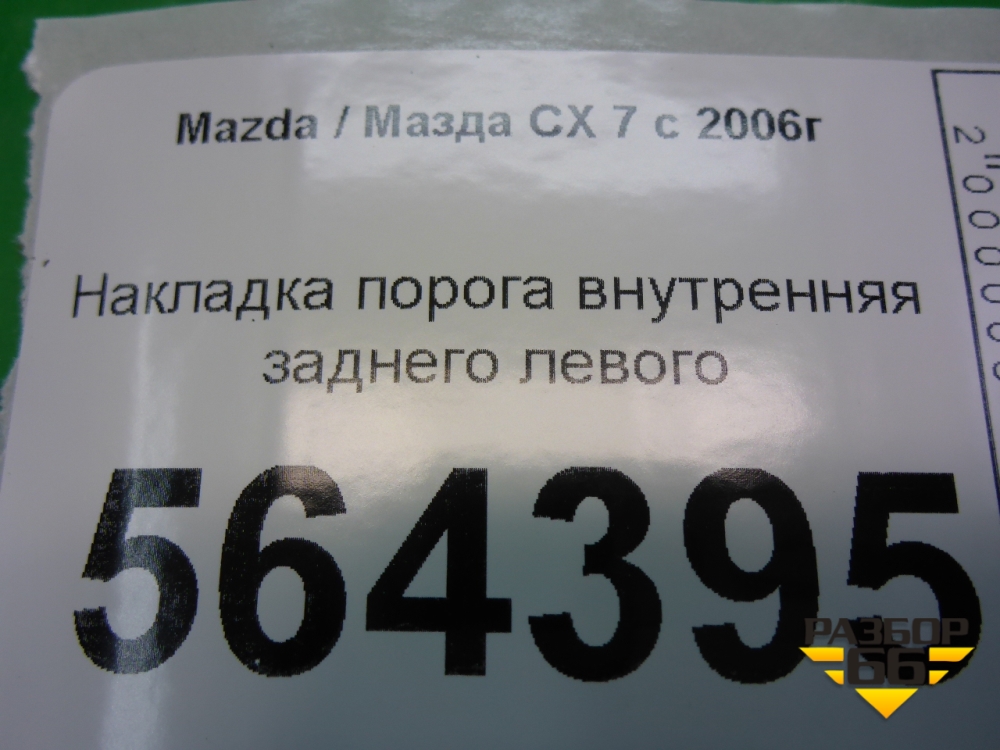 Mazda / Мазда CX 7 с 2006г
Накладка порога внутренняя
заднего левого
564395
РАЗБОР
66